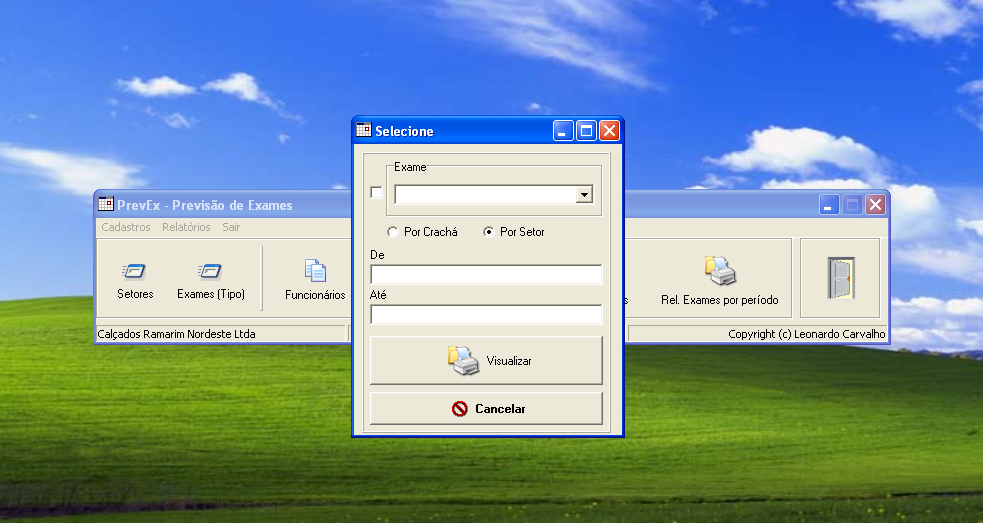 Selecione
Exame
Por Crachá
Por Setor
De
Até
Visualizar
Cancelar
PrevEx - Previsão de Exames
Cadastros Relatórios Sair
Setores
Exames (Tipo)
Funcionários
Rel. Exames por período
Calçados Ramarim Nordeste Ltda
Copyright (c) Leonardo Carvalho